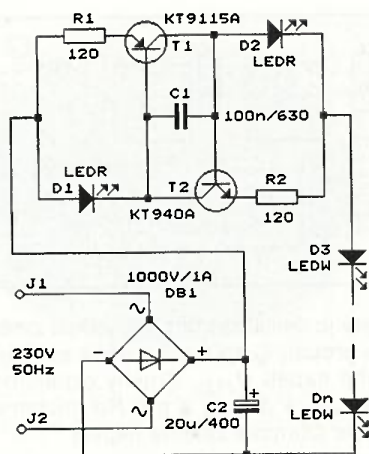 R1
KT9115A
120
T1
D2
LEDR
C1
100n/630
LEDR
D1
T2
R2
KT940A
120
D3
LEDW
J1
1000V/1A
DB1
~
230V
50Hz
-
+
+
C2
20u/400
~
J2
Dn
LEDW